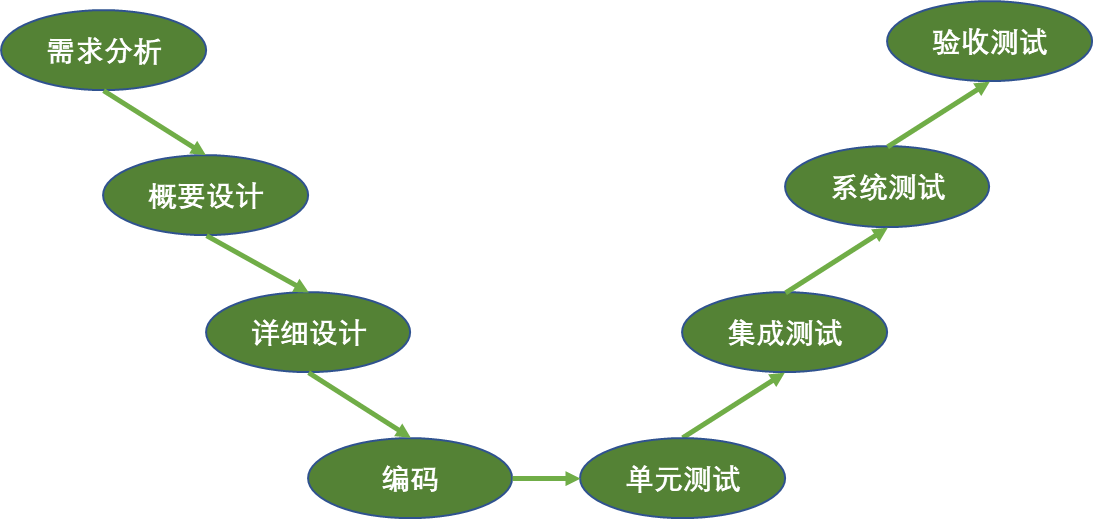 需求分析
概要设计
详细设计
编码
单元测试
集成测试
系统测试
验收测试